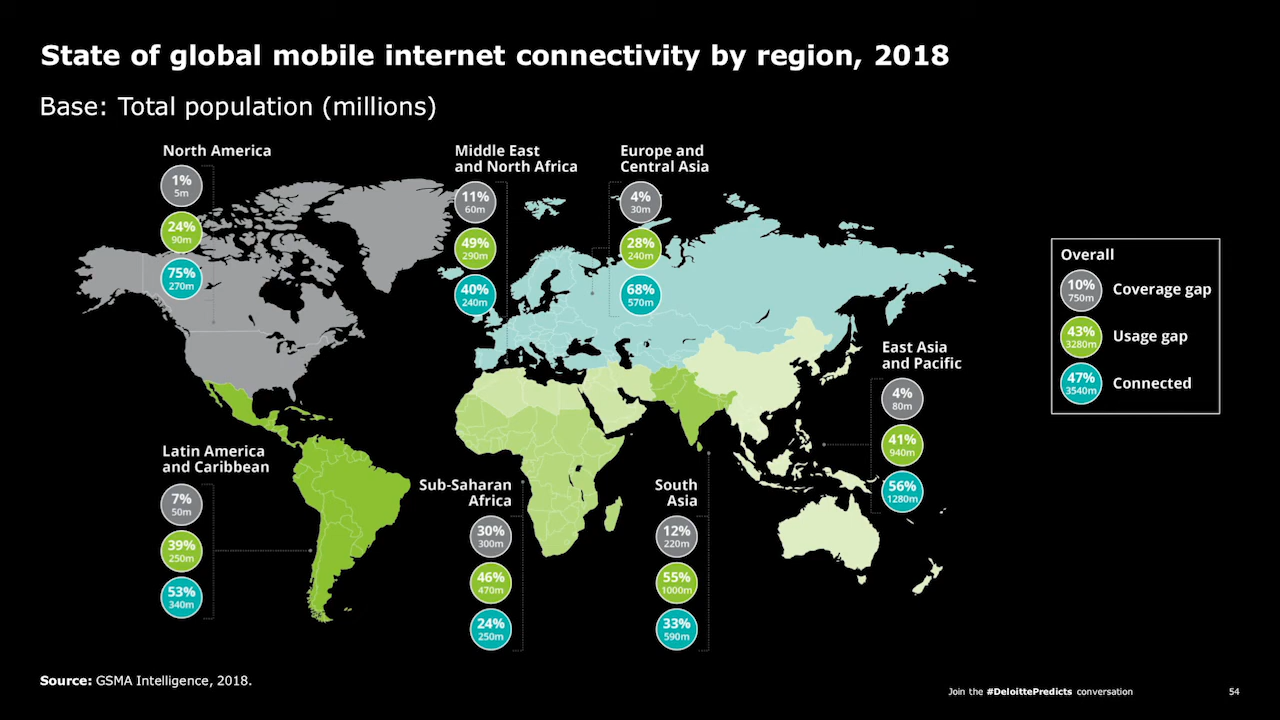 State of global mobile internet connectivity by region, 2018
Base: Total population (millions)
North America
1%
5m
24%
90m
75%
270m
Middle East
and North Africa
11%
60m
49%
290m
40%
240m
Europe and
Central Asia
4%
30m
28%
240m
68%
570m
Overall
10%
750m
Coverage gap
43%
3280m
Usage gap
47%
3540m
Connected
East Asia
and Pacific
4%
80m
41%
940m
56%
1280m
Latin America
and Caribbean
7%
50m
39%
250m
53%
340m
Sub-Saharan
Africa
30%
300m
46%
470m
24%
250m
South
Asia
12%
220m
55%
1000m
33%
590m
Source: GSMA Intelligence, 2018.
Join the #DeloittePredicts conversation
54